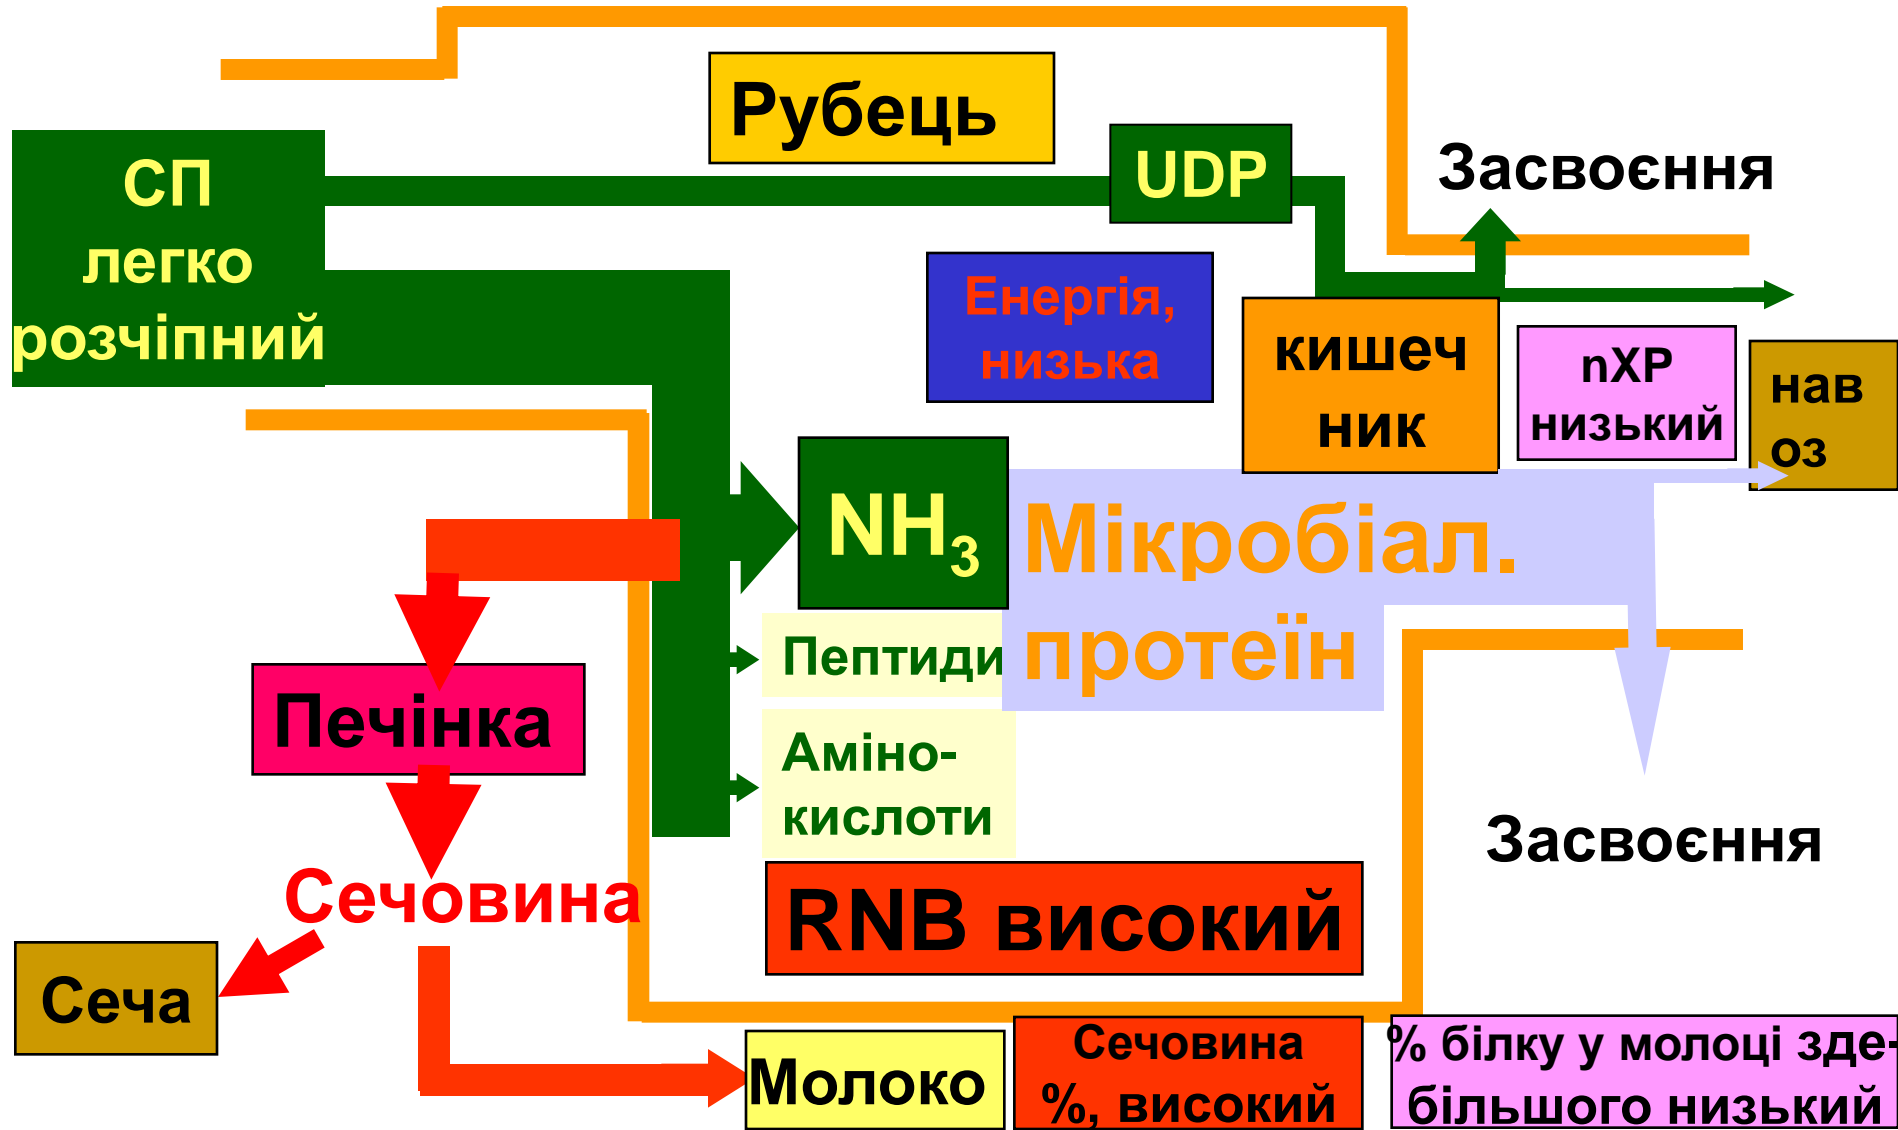 Рубець
СП
легко
розчіпний
UDP
Засвоєння
Енергія,
низька
кишеч
ник
nXP
низький
нав
оз
NH₃
Мікробіал.
протеїн
Пептиди
Аміно-
кислоти
Печінка
Засвоєння
Сечовина
RNB високий
Сеча
Молоко
Сечовина
%, високий
% білку у молоці зде-
більшого низький